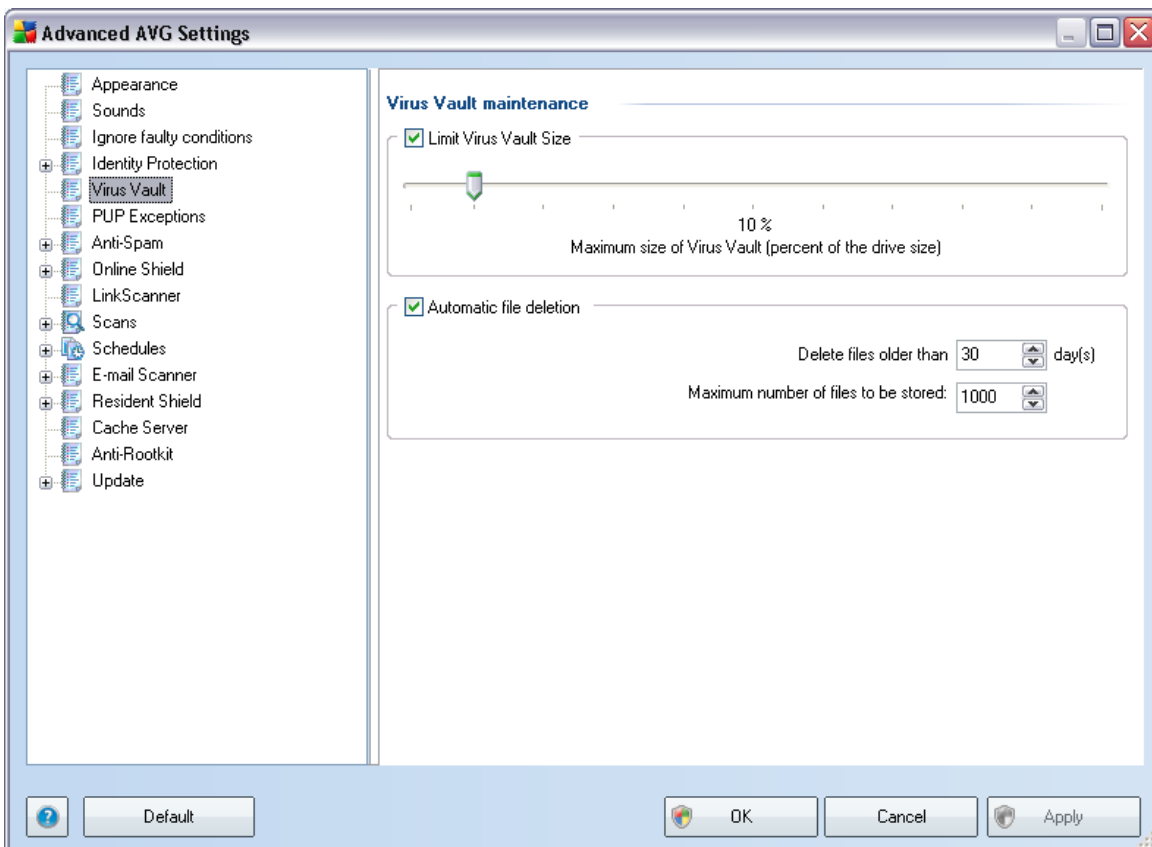 Advanced AVG Settings
Appearance
Sounds
Ignore faulty conditions
Identity Protection
Virus Vault
PUP Exceptions
Anti-Spam
Online Shield
LinkScanner
Scans
Schedules
E-mail Scanner
Resident Shield
Cache Server
Anti-Rootkit
Update
Virus Vault maintenance
Limit Virus Vault Size
10 %
Maximum size of Virus Vault (percent of the drive size)
Automatic file deletion
Delete files older than 30 day(s)
Maximum number of files to be stored: 1000
? Default OK Cancel Apply